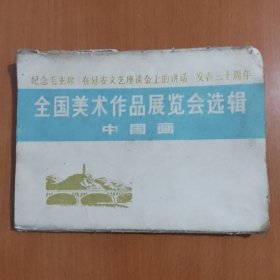 纪念毛主席《在延安文艺座谈会上的讲话》发表三十周年
全国美术作品展览会选辑
中国画